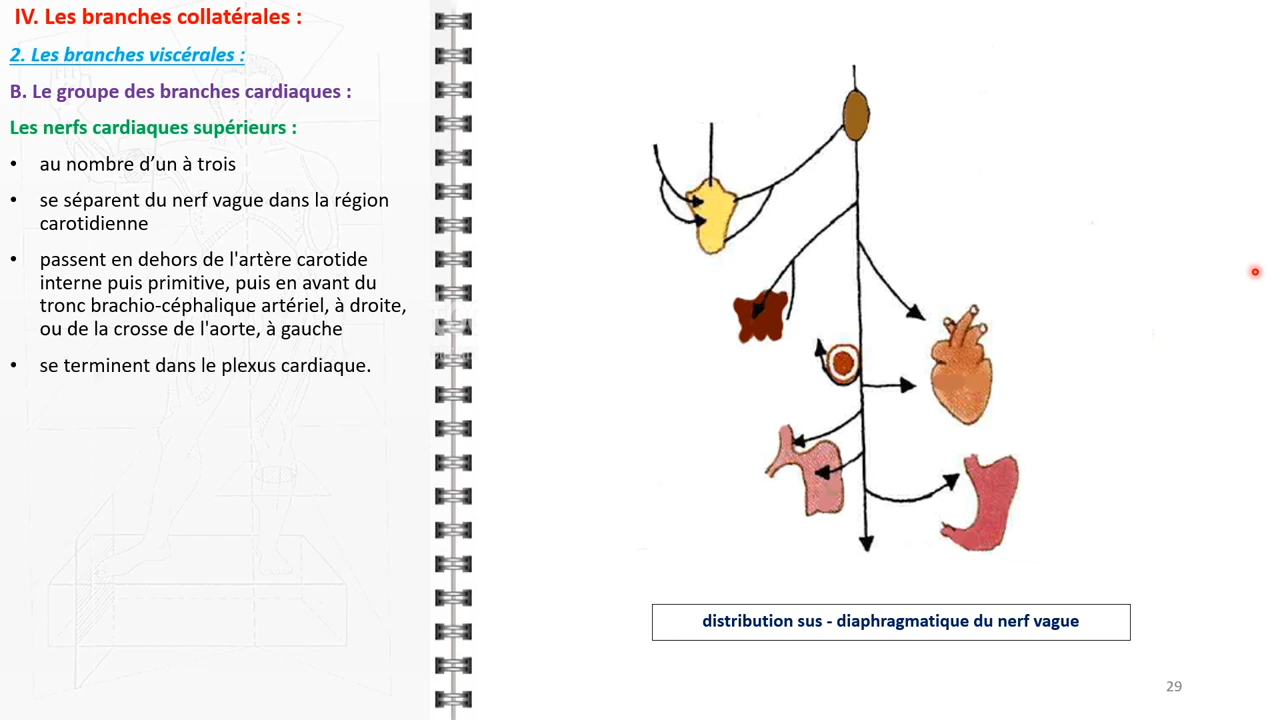 IV. Les branches collatérales :
2. Les branches viscérales :
B. Le groupe des branches cardiaques :
Les nerfs cardiaques supérieurs :
• au nombre d’un à trois
• se séparent du nerf vague dans la région
carotidienne
• passent en dehors de l'artère carotide
interne puis primitive, puis en avant du
tronc brachio-céphalique artériel, à droite,
ou de la crosse de l'aorte, à gauche
• se terminent dans le plexus cardiaque.
distribution sus - diaphragmatique du nerf vague
29